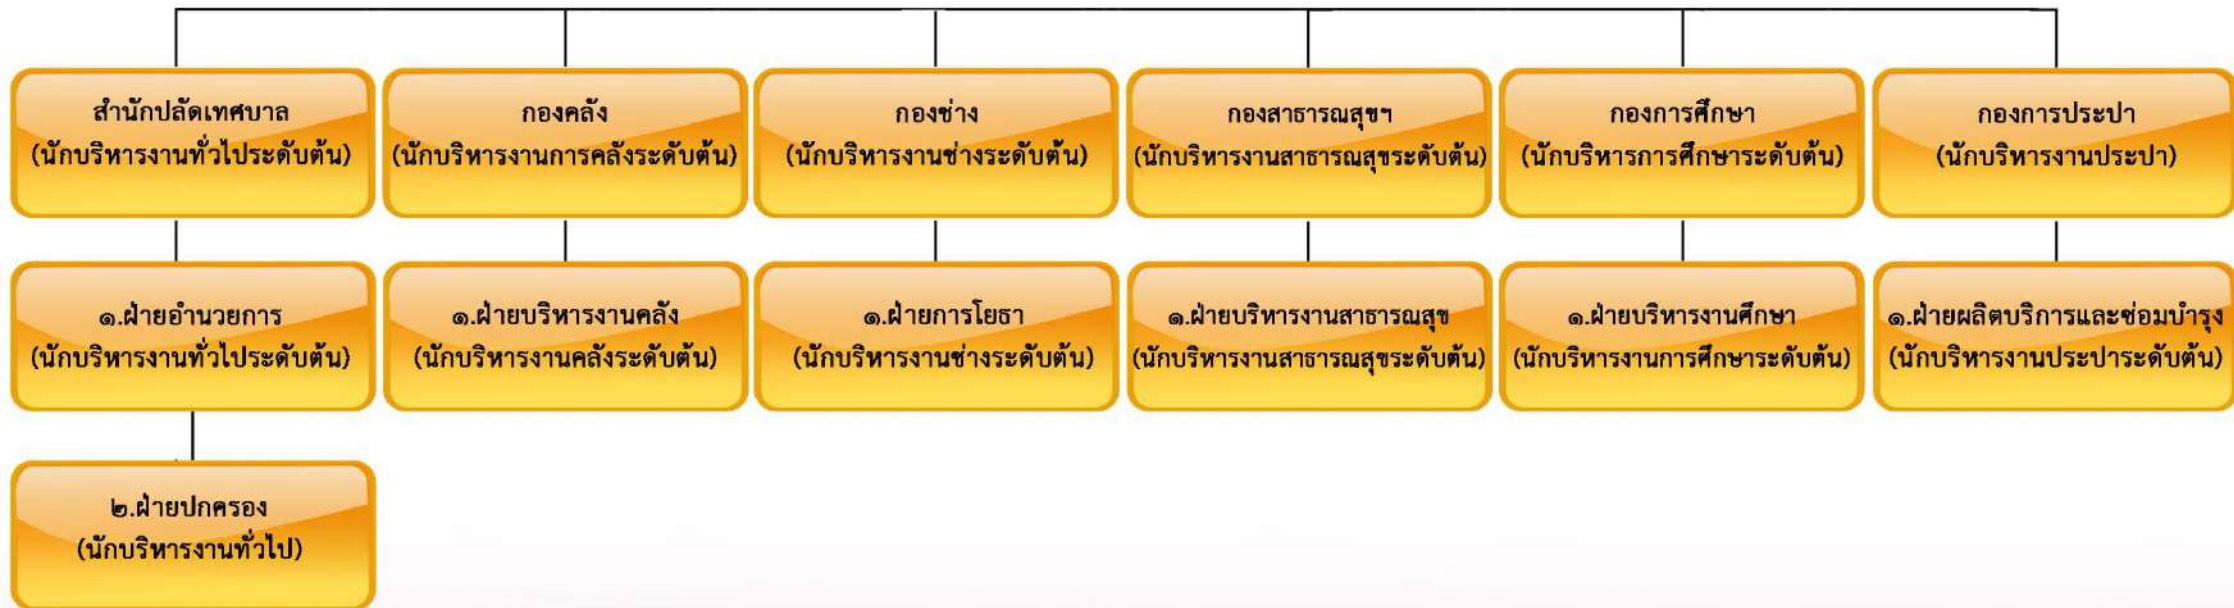 สำนักปลัดเทศบาล
(นักบริหารงานทั่วไประดับต้น)
กองคลัง
(นักบริหารงานการคลังระดับต้น)
กองช่าง
(นักบริหารงานช่างระดับต้น)
กองสาธารณสุขฯ
(นักบริหารงานสาธารณสุขระดับต้น)
กองการศึกษา
(นักบริหารการศึกษาระดับต้น)
กองการประปา
(นักบริหารงานประปา)
๑.ฝ่ายอำนวยการ
(นักบริหารงานทั่วไประดับต้น)
๑.ฝ่ายบริหารงานคลัง
(นักบริหารงานคลังระดับต้น)
๑.ฝ่ายการโยธา
(นักบริหารงานช่างระดับต้น)
๑.ฝ่ายบริหารงานสาธารณสุข
(นักบริหารงานสาธารณสุขระดับต้น)
๑.ฝ่ายบริหารงานศึกษา
(นักบริหารงานการศึกษาระดับต้น)
๑.ฝ่ายผลิตบริการและซ่อมบำรุง
(นักบริหารงานประปาระดับต้น)
๒.ฝ่ายปกครอง
(นักบริหารงานทั่วไป)